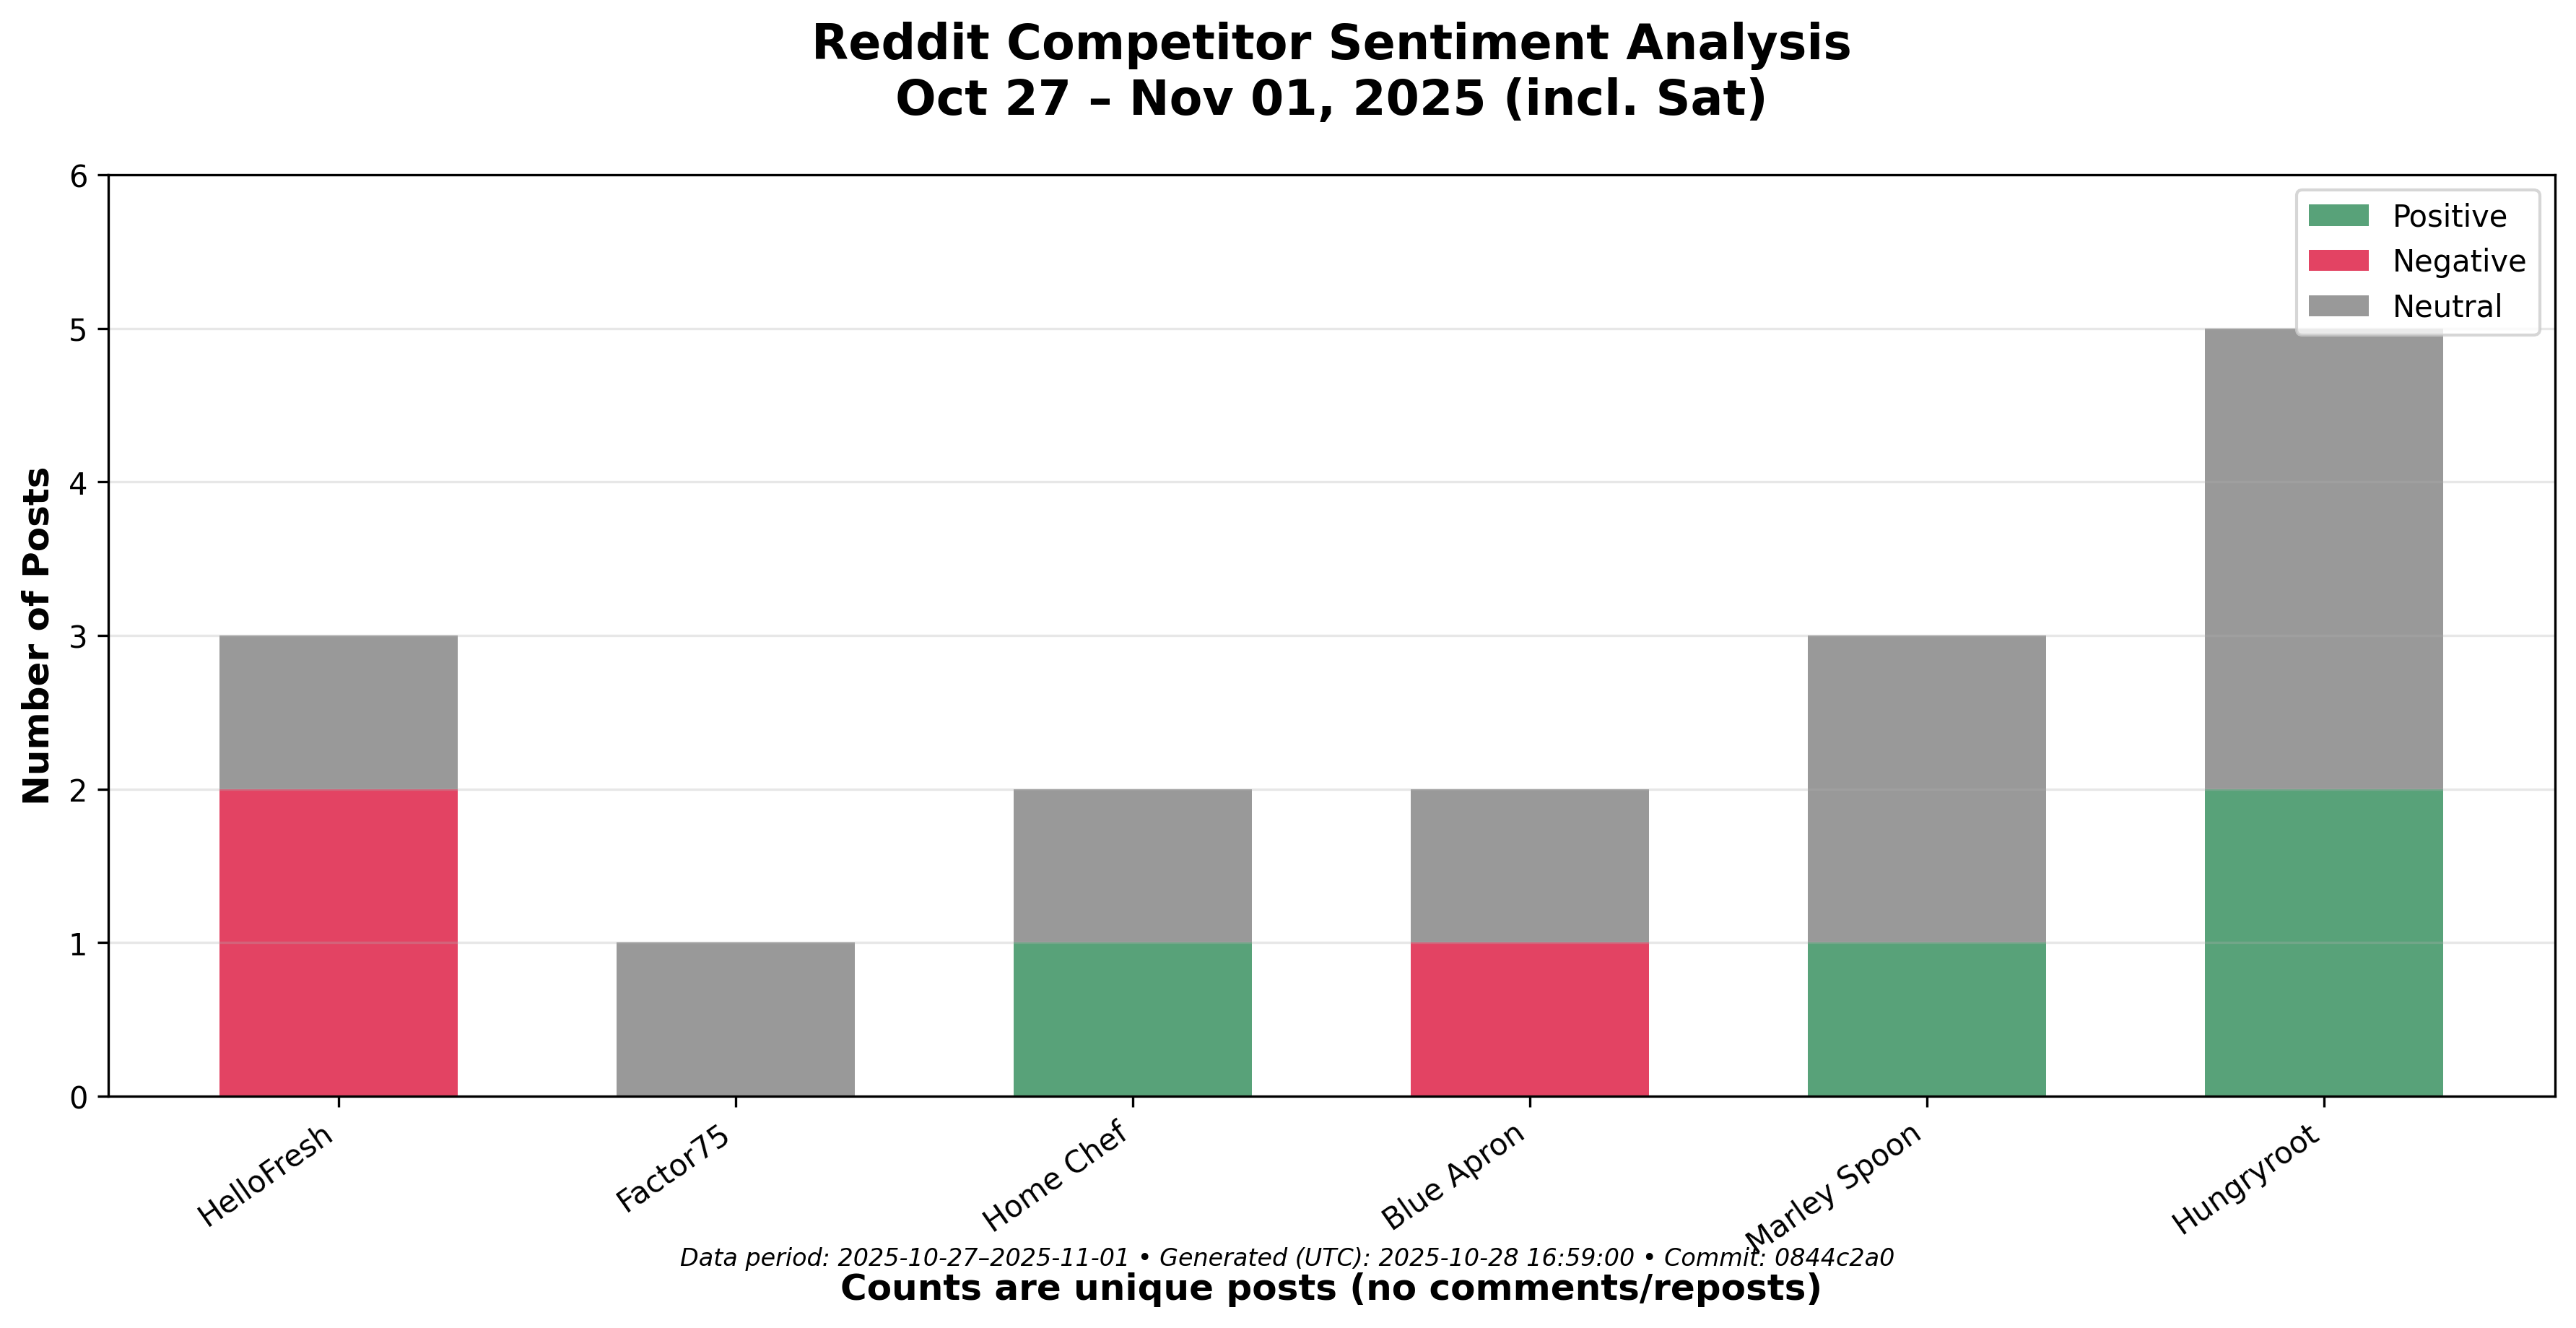 Reddit Competitor Sentiment Analysis
Oct 27 – Nov 01, 2025 (incl. Sat)
6
5
4
3
2
1
0
Number of Posts
Positive
Negative
Neutral
HelloFresh
Factor75
Home Chef
Blue Apron
Marley Spoon
Hungryroot
Data period: 2025-10-27–2025-11-01 • Generated (UTC): 2025-10-28 16:59:00 • Commit: 0844c2a0
Counts are unique posts (no comments/reposts)